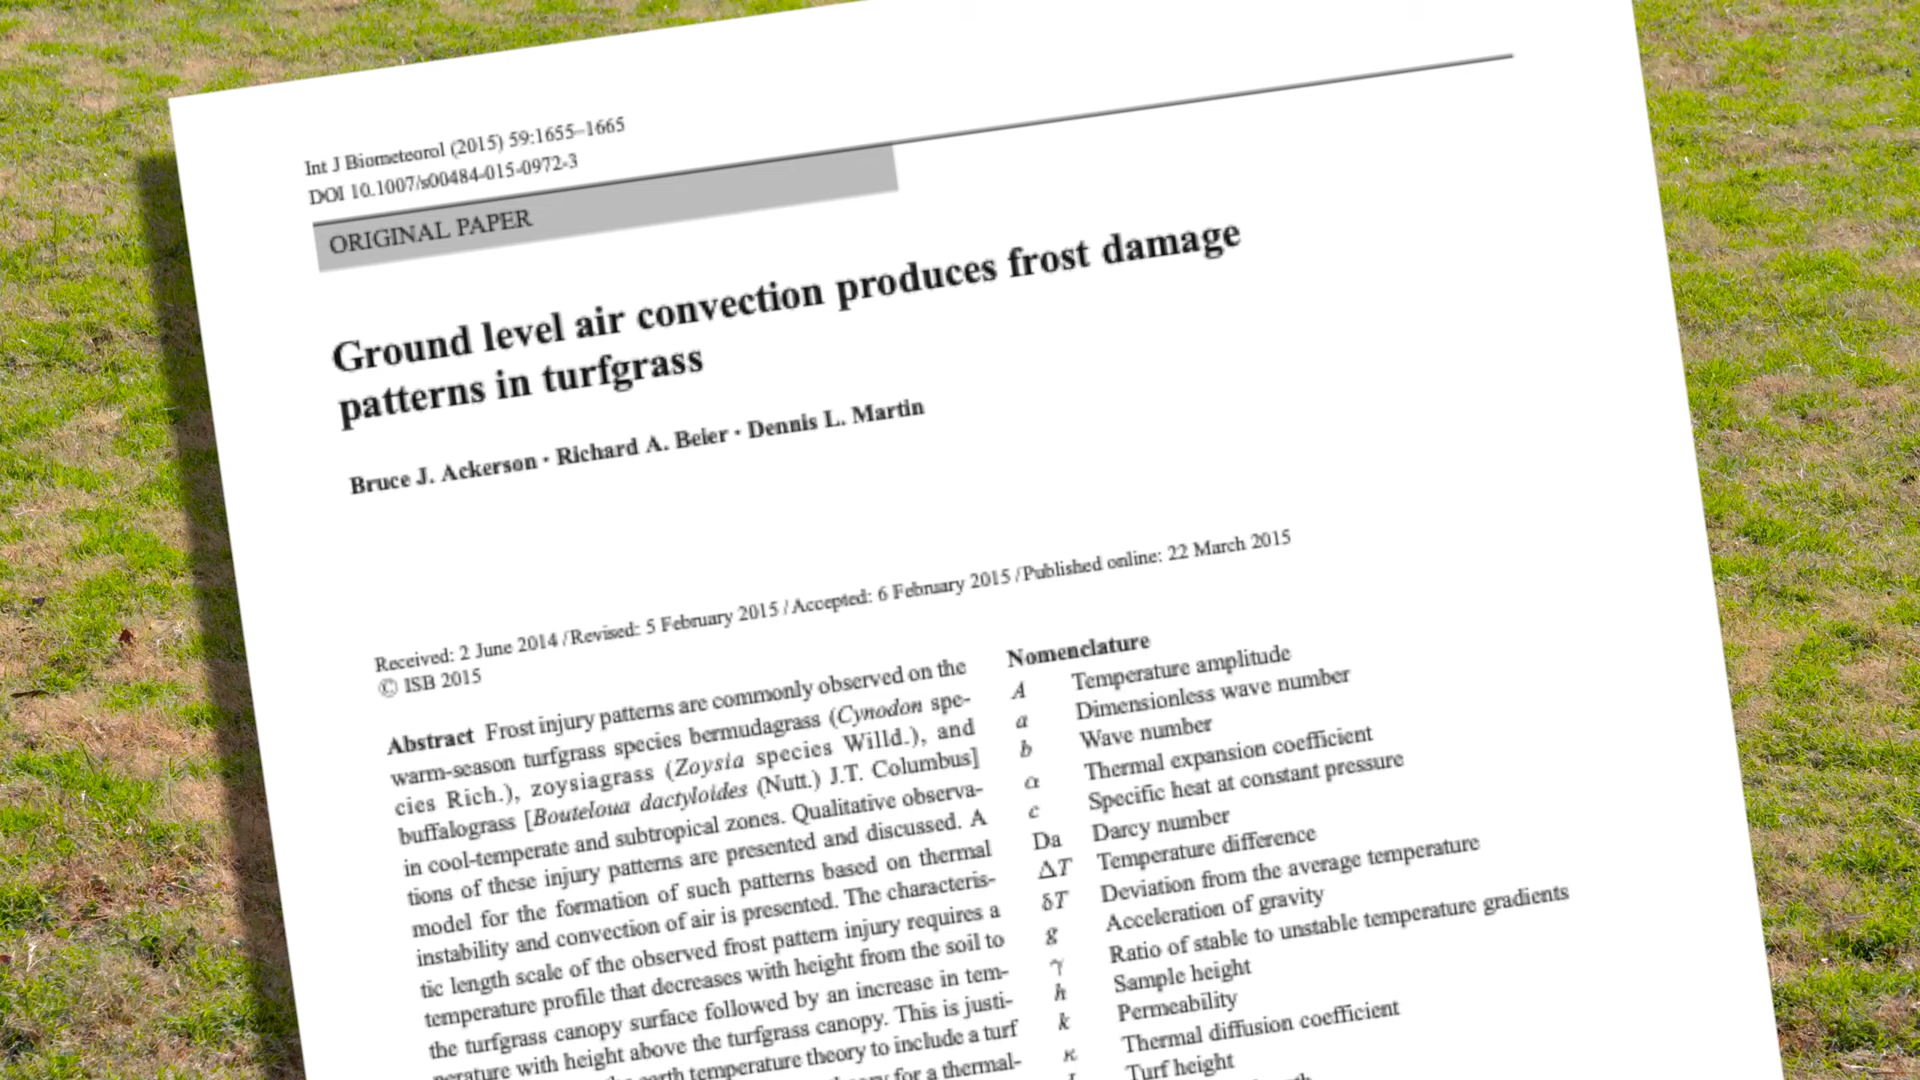 Int J Biometeorol (2015) 59:1655–1665
DOI 10.1007/s00484-015-0972-3
ORIGINAL PAPER
Ground level air convection produces frost damage
patterns in turfgrass
Bruce J. Ackerson · Richard A. Beier · Dennis L. Martin
Received: 2 June 2014 / Revised: 5 February 2015 / Accepted: 6 February 2015 / Published online: 22 March 2015
© ISB 2015
Abstract Frost injury patterns are commonly observed on the
warm-season turfgrass species bermudagrass (Cynodon spe-
cies Rich.), zoysiagrass (Zoysia species Willd.), and
buffalograss [Bouteloua dactyloides (Nutt.) J.T. Columbus]
in cool-temperate and subtropical zones. Qualitative observa-
tions of these injury patterns are presented and discussed. A
model for the formation of such patterns based on thermal
instability and convection of air is presented. The characteris-
tic length scale of the observed frost pattern injury requires a
temperature profile that decreases with height from the soil to
the turfgrass canopy surface followed by an increase in tem-
perature with height above the turfgrass canopy. This is justi-
earth temperature theory to include a turf
for a thermal-
Nomenclature
A Temperature amplitude
a Dimensionless wave number
b Wave number
α Thermal expansion coefficient
c Specific heat at constant pressure
Da Darcy number
ΔT Temperature difference
δT Deviation from the average temperature
g Acceleration of gravity
γ Ratio of stable to unstable temperature gradients
h Sample height
k Permeability
κ Thermal diffusion coefficient
Turf height